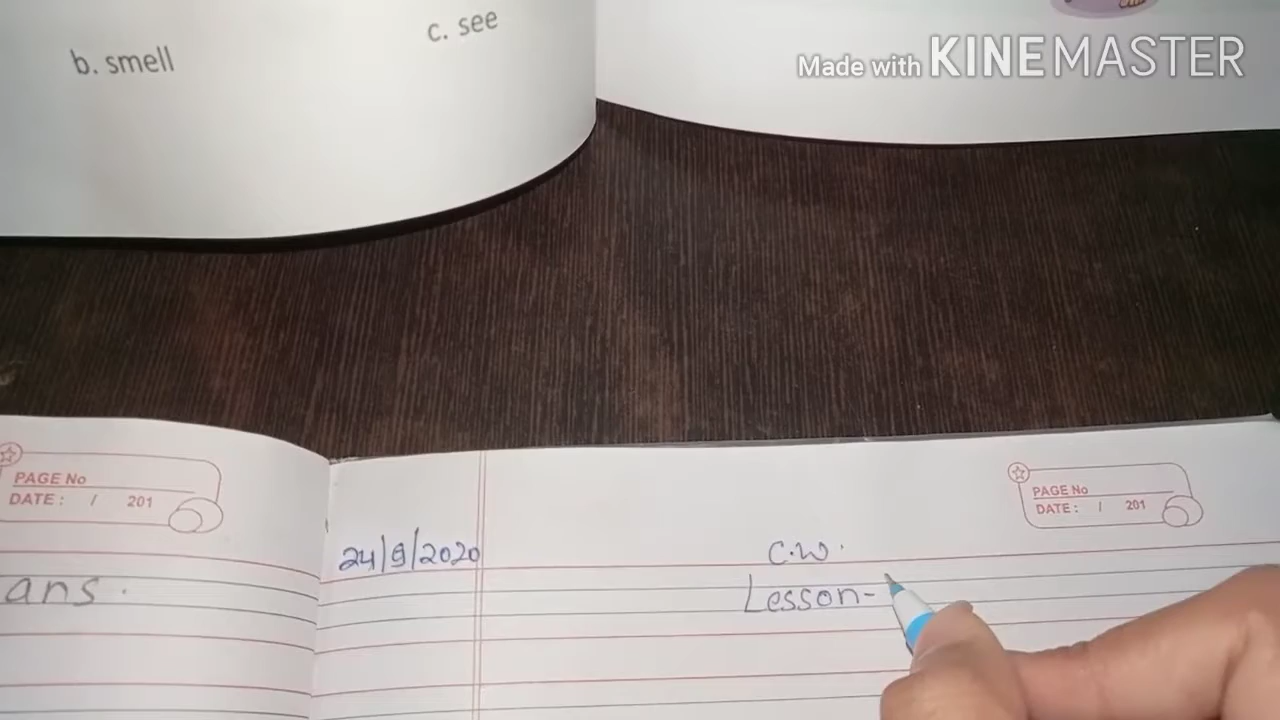 c. see
b. smell
Made with KINEMASTER
PAGE No
DATE : / 201
PAGE No
DATE : / 201
24/9/2020
C.W.
ans.
Lesson-